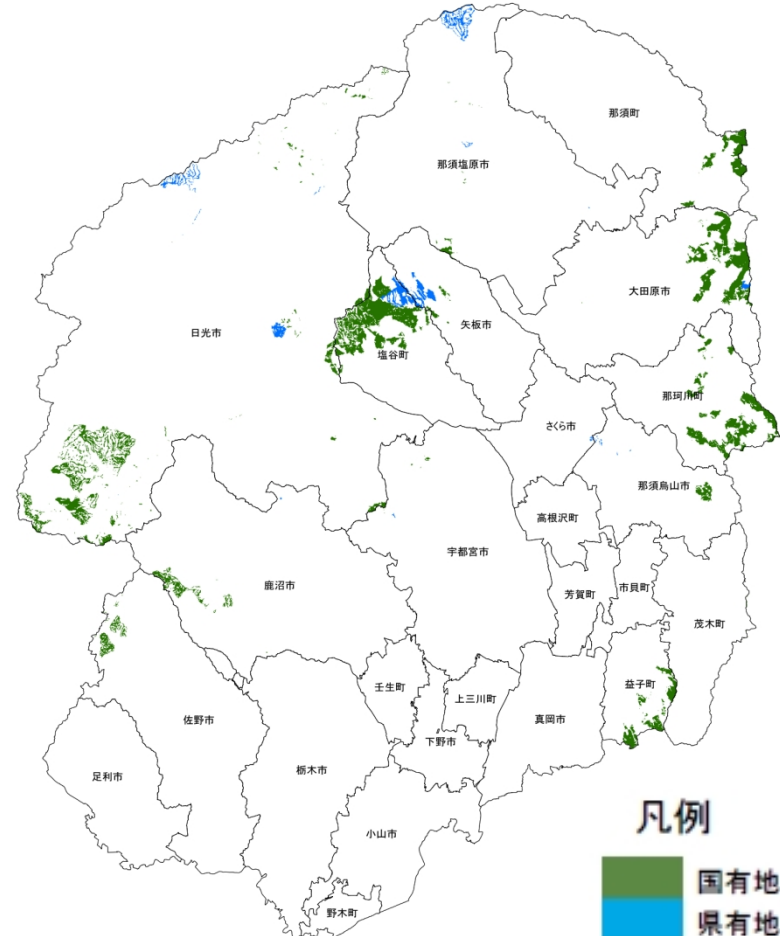 那須町
那須塩原市
大田原市
日光市
矢板市
塩谷町
那珂川町
さくら市
那須烏山市
高根沢町
宇都宮市
鹿沼市
芳賀町
市貝町
茂木町
壬生町
上三川町
益子町
佐野市
真岡市
下野市
栃木市
足利市
小山市
野木町
凡例
国有地
県有地